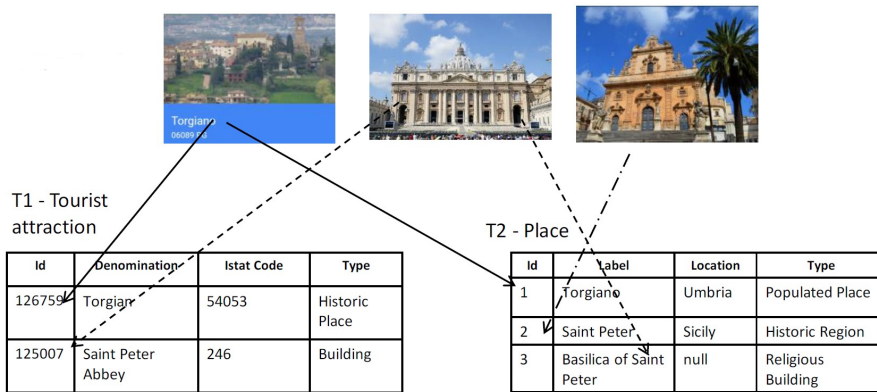 Torgiano
06089 PG
T1 - Tourist
attraction
T2 - Place
Id Denomination Istat Code Type
126759 Torgian 54053 Historic
Place
125007 Saint Peter 246 Building
Abbey
Id Label Location Type
1 Torgiano Umbria Populated Place
2 Saint Peter Sicily Historic Region
3 Basilica of Saint null Religious
Peter Building